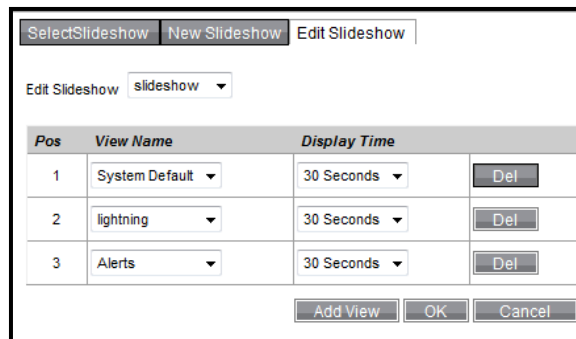 SelectSlideshow New Slideshow Edit Slideshow
Edit Slideshow slideshow
Pos View Name Display Time
1 System Default 30 Seconds Del
2 lightning 30 Seconds Del
3 Alerts 30 Seconds Del
Add View OK Cancel